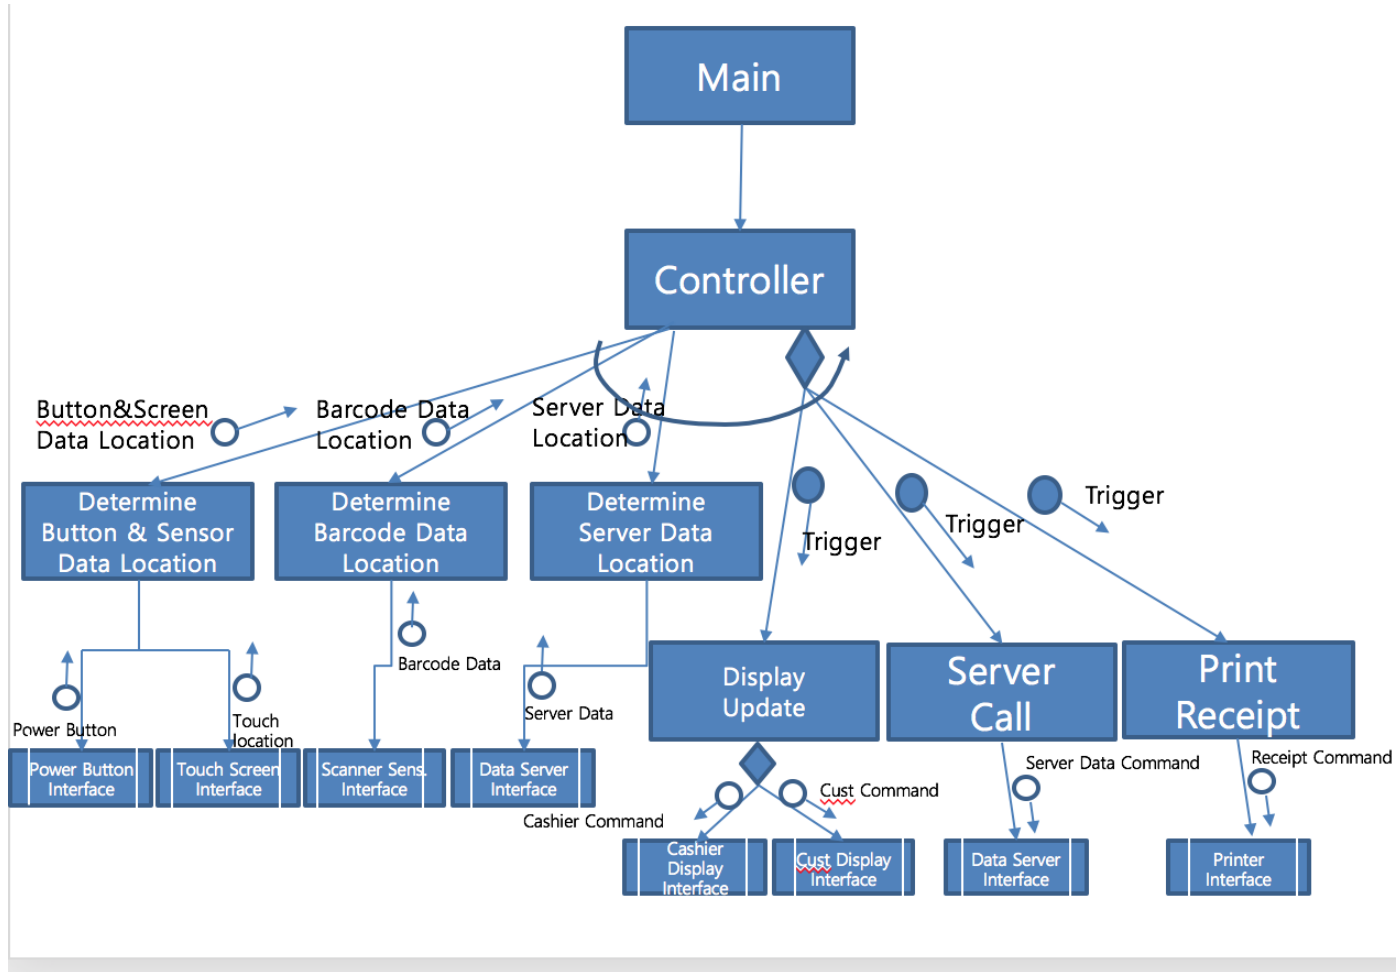 Main
Controller
Button&Screen
Data Location
Barcode Data
Location
Server Data
Location
Determine
Button & Sensor
Data Location
Determine
Barcode Data
Location
Determine
Server Data
Location
Trigger
Trigger
Trigger
Power Button
Touch
location
Barcode Data
Server Data
Display
Update
Server
Call
Print
Receipt
Power Button
Interface
Touch Screen
Interface
Scanner Sens.
Interface
Data Server
Interface
Cashier Command
Cust Command
Server Data Command
Receipt Command
Cashier
Display
Interface
Cust Display
Interface
Data Server
Interface
Printer
Interface